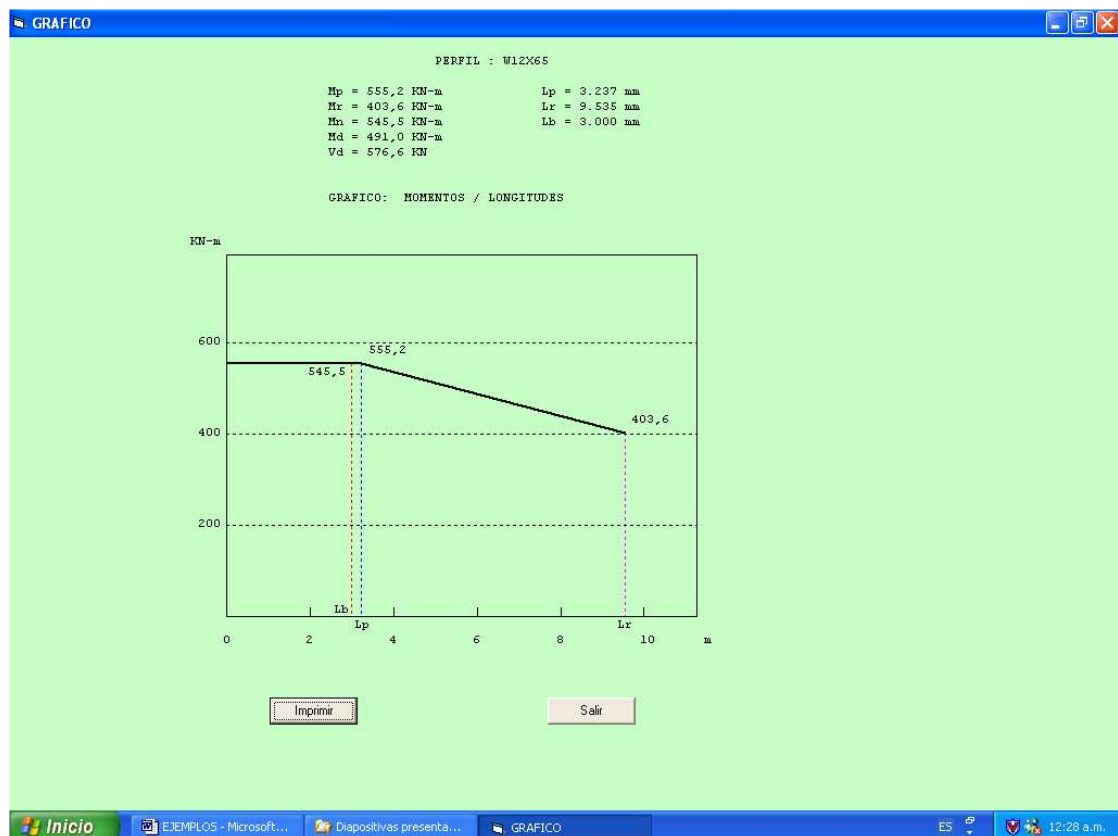 GRAFICO
PERFIL : W12X65
Mp = 555,2 KN-m Lp = 3.237 mm
Mr = 403,6 KN-m Lr = 9.535 mm
Mn = 545,5 KN-m Lb = 3.000 mm
Md = 491,0 KN-m
Vd = 576,6 KN
GRAFICO: MOMENTOS / LONGITUDES
KN-m
600
555,2
545,5
403,6
400
200
Lb
Lp Lr
0 2 4 6 8 10 m
Imprimir Salir
Inicio EJEMPLOS - Microsoft... Diapositivas presenta... GRAFICO ES 12:28 a.m.